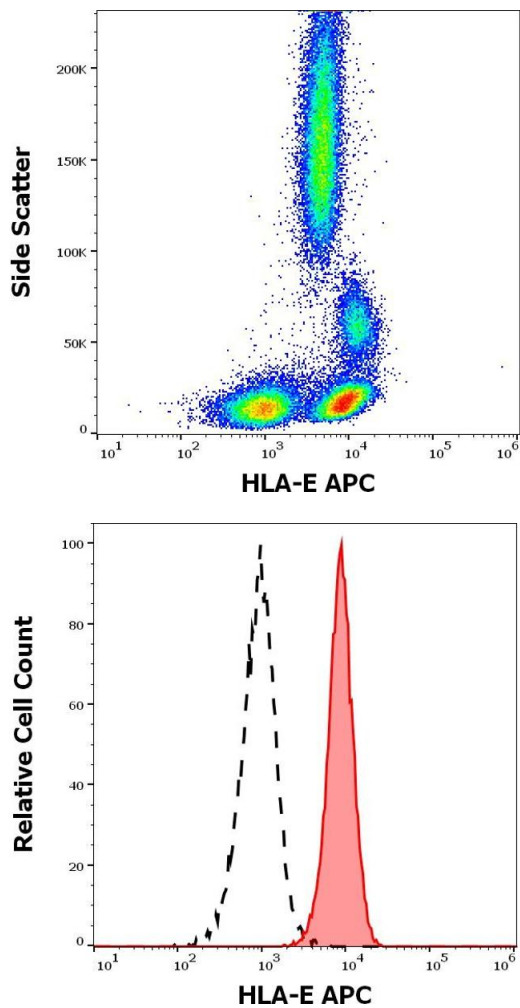 Side Scatter
200K
150K
100K
50K
0
10¹ 10² 10³ 10⁴ 10⁵ 10⁶
HLA-E APC
Relative Cell Count
100
80
60
40
20
0
10¹ 10² 10³ 10⁴ 10⁵ 10⁶
HLA-E APC